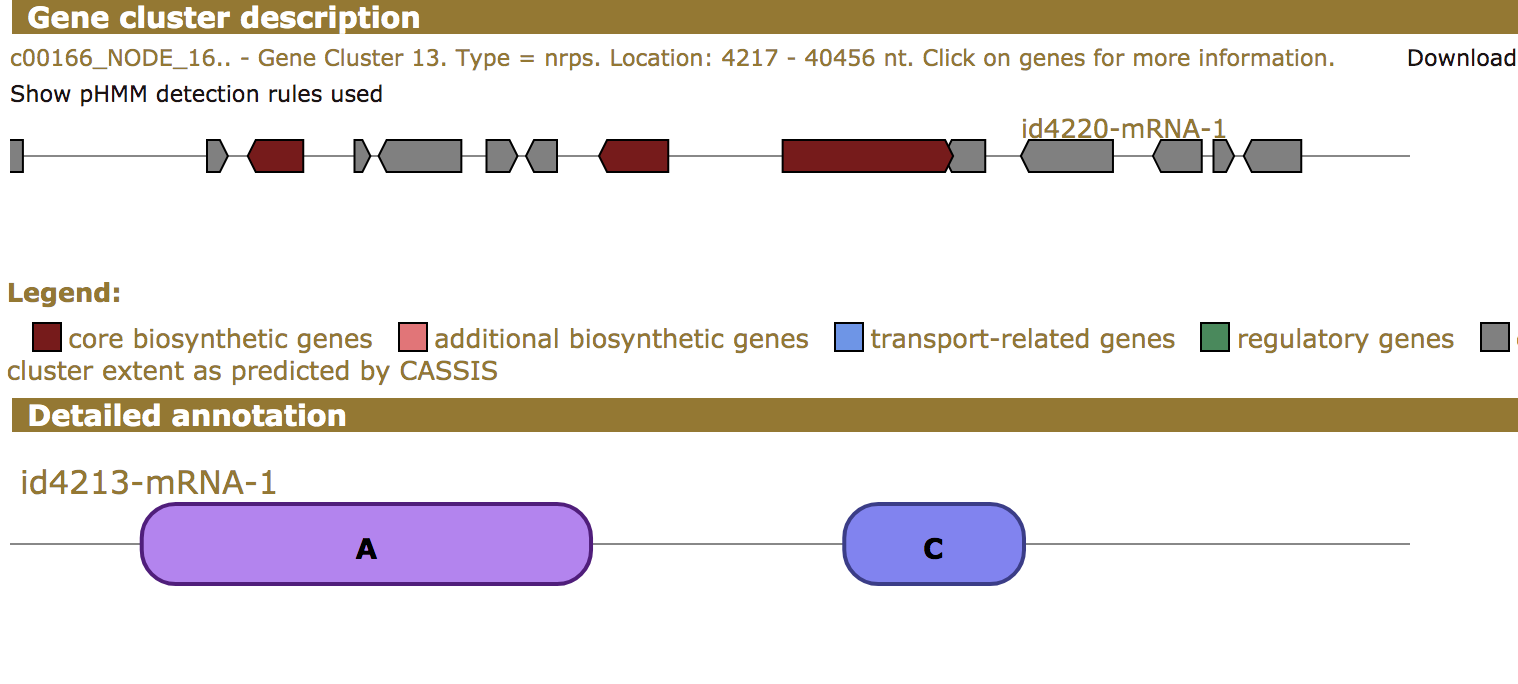 Gene cluster description
c00166_NODE_16.. - Gene Cluster 13. Type = nrps. Location: 4217 - 40456 nt. Click on genes for more information. Download
Show pHMM detection rules used
id4220-mRNA-1
Legend:
core biosynthetic genes additional biosynthetic genes transport-related genes regulatory genes
cluster extent as predicted by CASSIS
Detailed annotation
id4213-mRNA-1
A C